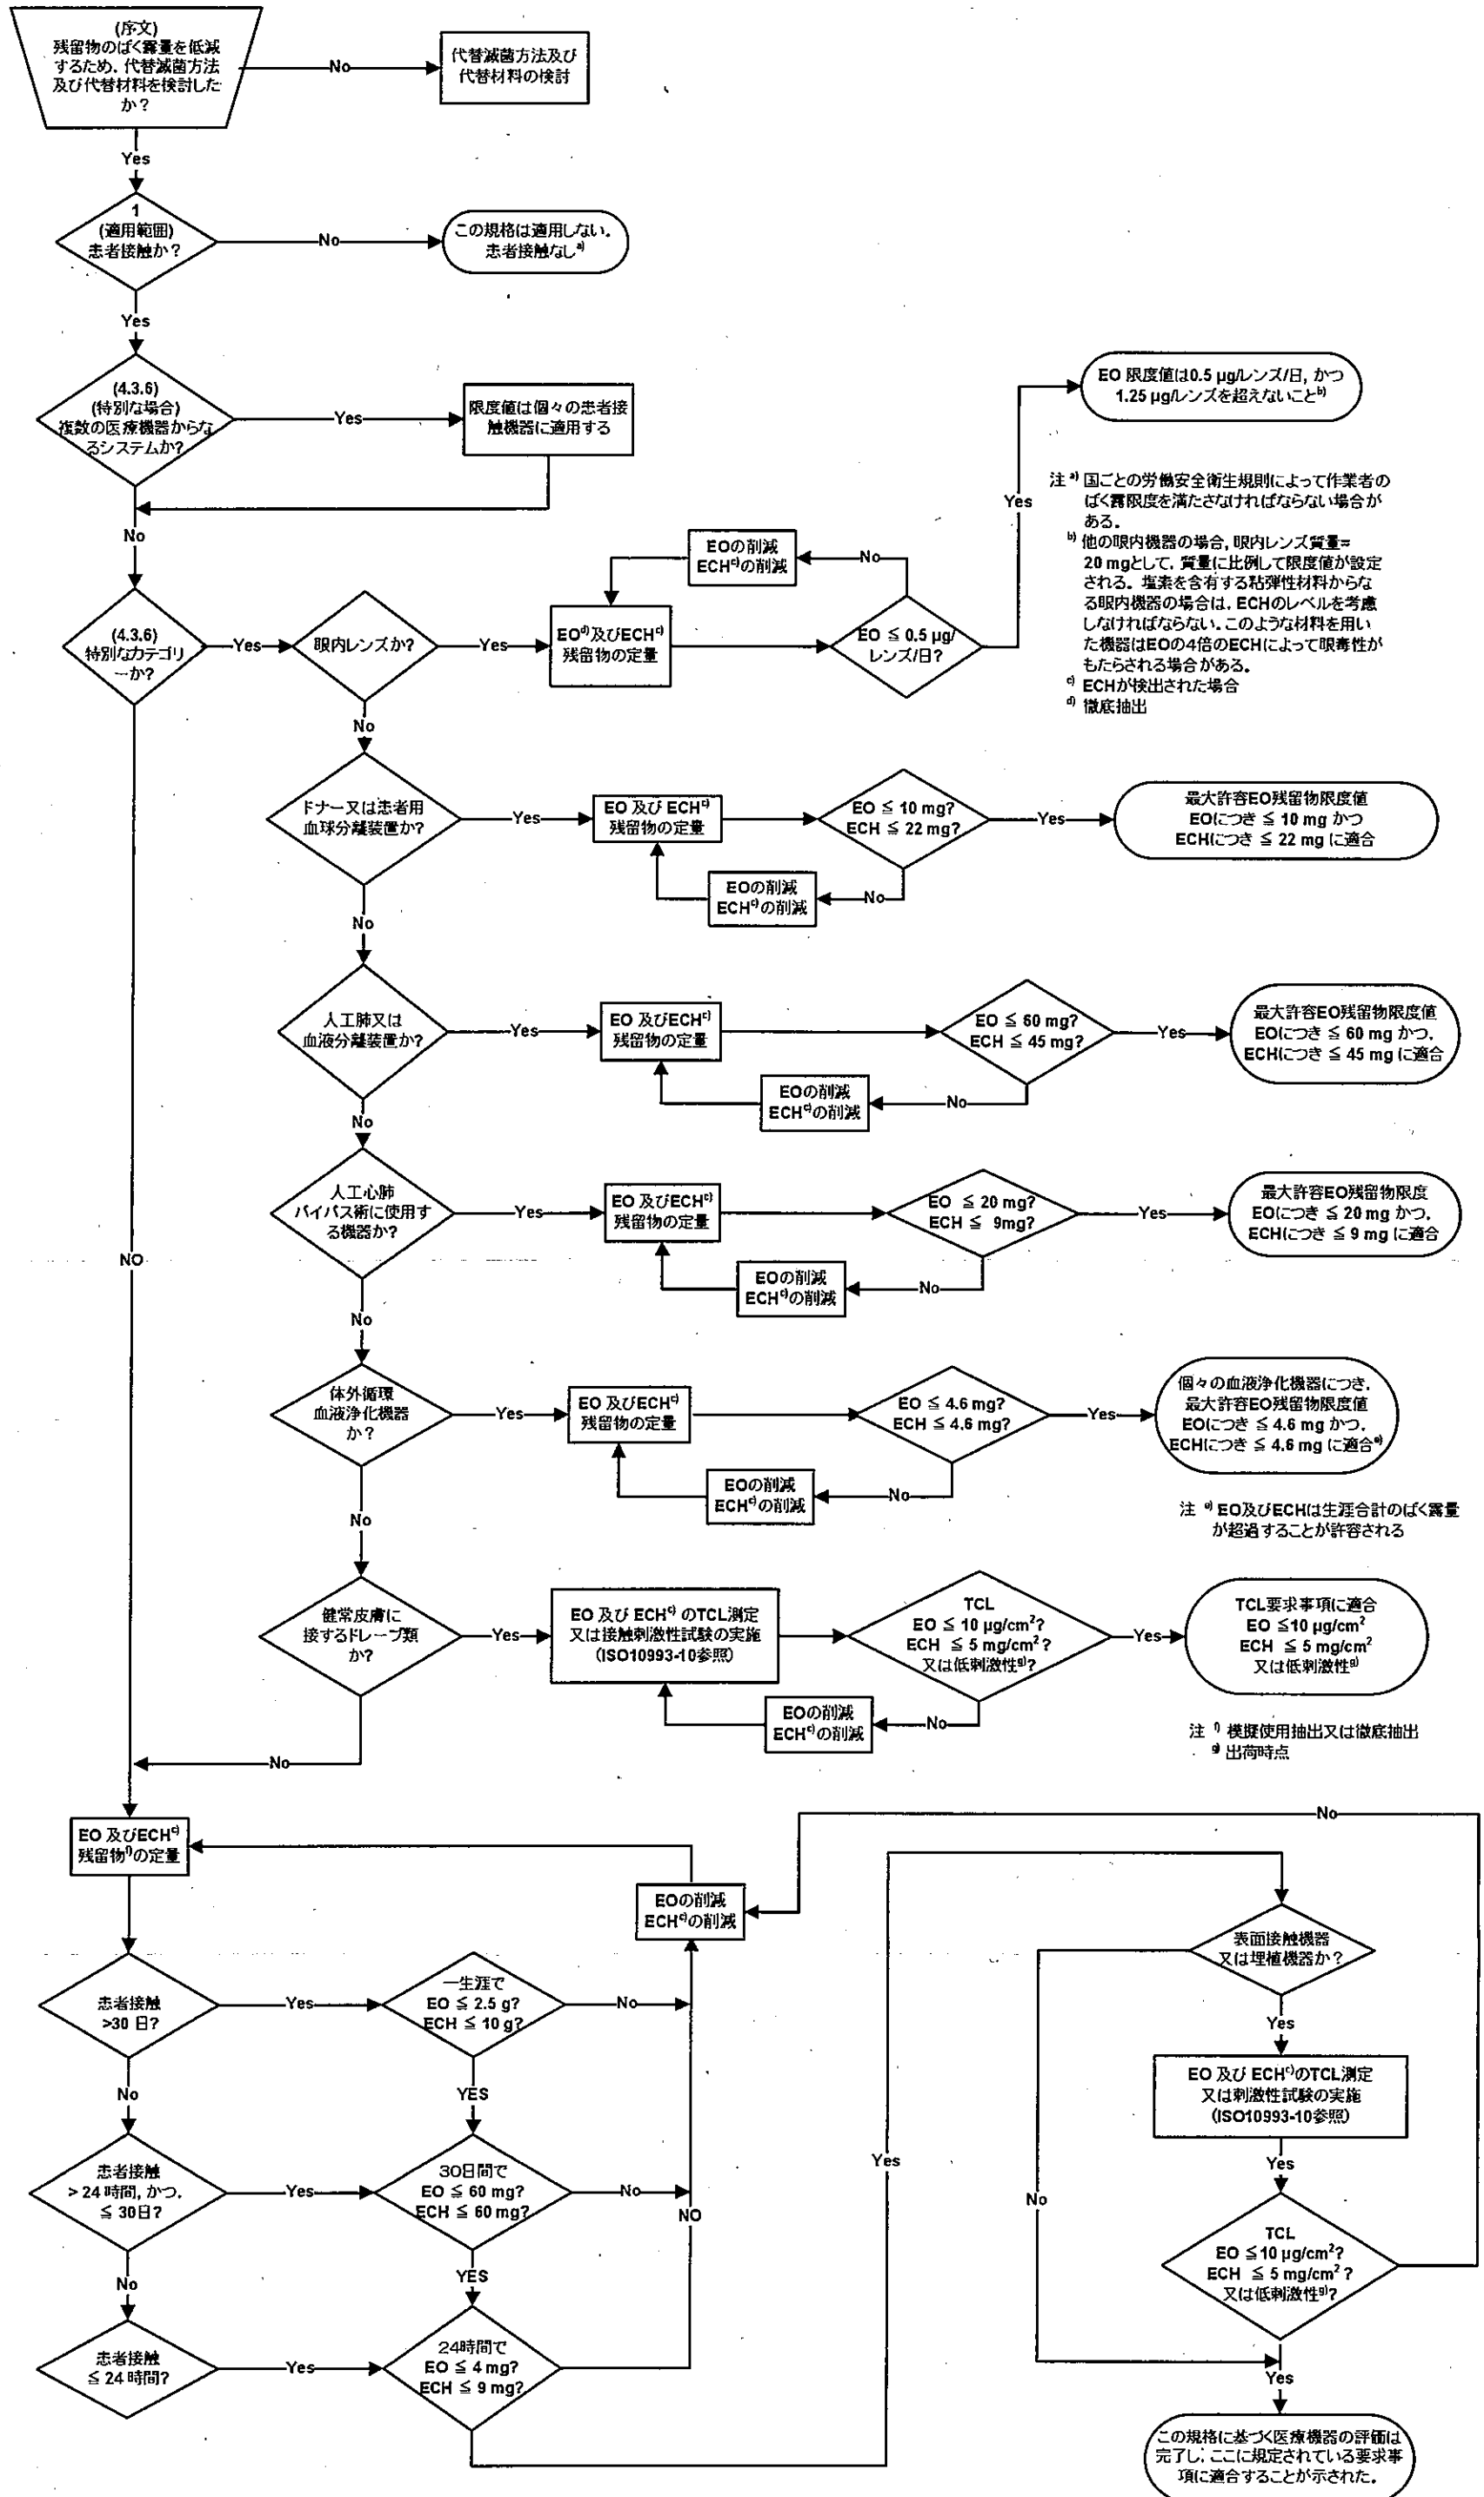 (序文)
残留物のばく露量を低減
するため，代替滅菌方法
及び代替材料を検討した
か？
No
代替滅菌方法及び
代替材料の検討
Yes
1
(適用範囲)
患者接触か？
No
この規格は適用しない．
患者接触なしa)
Yes
(4.3.6)
(特別な場合)
複数の医療機器からな
るシステムか?
Yes
限度値は個々の患者接
触機器に適用する
No
EO 限度値は0.5 μg/レンズ/日，かつ
1.25 μg/レンズを超えないことb)
Yes
注 a) 国ごとの労働安全衛生規則によって作業者の
ばく露限度を満たさなければならない場合が
ある。
b) 他の眼内機器の場合，眼内レンズ質量=
20 mgとして，質量に比例して限度値が設定
される。塩素を含有する粘弾性材料からな
る眼内機器の場合は，ECHのレベルを考慮
しなければならない。このような材料を用い
た機器はEOの4倍のECHによって眼毒性が
もたらされる場合がある。
c) ECHが検出された場合
d) 徹底抽出
(4.3.6)
特別なカテゴリ
ーか?
Yes
眼内レンズか?
Yes
EOd)及びECHc)
残留物の定量
EOの削減
ECHc)の削減
No
EO ≦ 0.5 μg/
レンズ/日?
No
ドナー又は患者用
血球分離装置か?
Yes
EO 及び ECHc)
残留物の定量
EO ≦ 10 mg?
ECH ≦ 22 mg?
Yes
最大許容EO残留物限度値
EOにつき ≦ 10 mg かつ
ECHにつき ≦ 22 mg に適合
EOの削減
ECHc)の削減
No
No
人工肺又は
血液分離装置か?
Yes
EO 及びECHc)
残留物の定量
EO ≦ 60 mg?
ECH ≦ 45 mg?
Yes
最大許容EO残留物限度値
EOにつき ≦ 60 mg かつ，
ECHにつき ≦ 45 mg に適合
EOの削減
ECHc)の削減
No
No
人工心肺
バイパス術に使用す
る機器か?
Yes
EO 及びECHc)
残留物の定量
EO ≦ 20 mg?
ECH ≦ 9mg?
Yes
最大許容EO残留物限度
EOにつき ≦ 20 mg かつ，
ECHにつき ≦ 9 mg に適合
EOの削減
ECHc)の削減
No
NO
No
体外循環
血液浄化機器
か？
Yes
EO 及びECHc)
残留物の定量
EO ≦ 4.6 mg?
ECH ≦ 4.6 mg?
Yes
個々の血液浄化機器につき，
最大許容EO残留物限度値
EOにつき ≦ 4.6 mg かつ，
ECHにつき ≦ 4.6 mg に適合e)
EOの削減
ECHc)の削減
No
注 e) EO及びECHは生涯合計のばく露量
が超過することが許容される
No
健常皮膚に
接するドレープ類
か?
Yes
EO 及び ECHc) のTCL測定
又は接触刺激性試験の実施
(ISO10993-10参照)
TCL
EO ≦ 10 μg/cm2?
ECH ≦ 5 mg/cm2?
又は低刺激性g)?
Yes
TCL要求事項に適合
EO ≦10 μg/cm2
ECH ≦ 5 mg/cm2
又は低刺激性g)
EOの削減
ECHc)の削減
No
注 f) 模擬使用抽出又は徹底抽出
g) 出荷時点
No
EO 及びECHc)
残留物f)の定量
EOの削減
ECHc)の削減
No
患者接触
>30 日?
Yes
一生涯で
EO ≦ 2.5 g?
ECH ≦ 10 g?
No
No
YES
患者接触
> 24 時間，かつ，
≦ 30日?
Yes
30日間で
EO ≦ 60 mg?
ECH ≦ 60 mg?
No
NO
No
YES
患者接触
≦ 24 時間?
Yes
24時間で
EO ≦ 4 mg?
ECH ≦ 9 mg?
Yes
表面接触機器
又は埋植機器か？
Yes
EO 及び ECHc)のTCL測定
又は刺激性試験の実施
(ISO10993-10参照)
Yes
No
TCL
EO ≦10 μg/cm2?
ECH ≦ 5 mg/cm2 ?
又は低刺激性g)?
Yes
この規格に基づく医療機器の評価は
完了し，ここに規定されている要求事
項に適合することが示された。